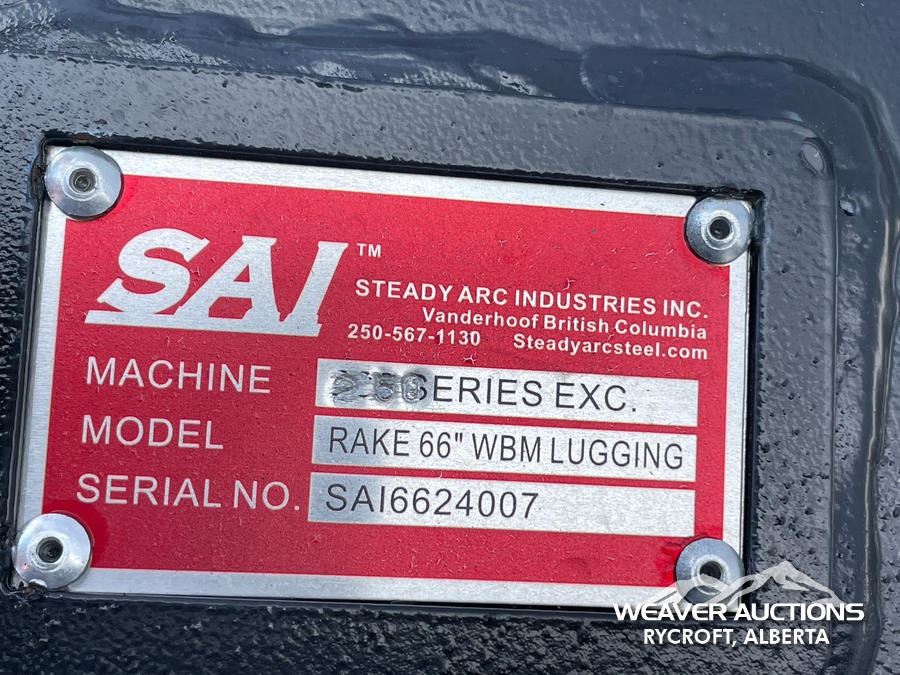 SAI™
STEADY ARC INDUSTRIES INC.
Vanderhoof British Columbia
250-567-1130 Steadyarcsteel.com
MACHINE SERIES EXC.
MODEL RAKE 66" WBM LUGGING
SERIAL NO. SAI6624007
WEAVER AUCTIONS
RYCROFT, ALBERTA